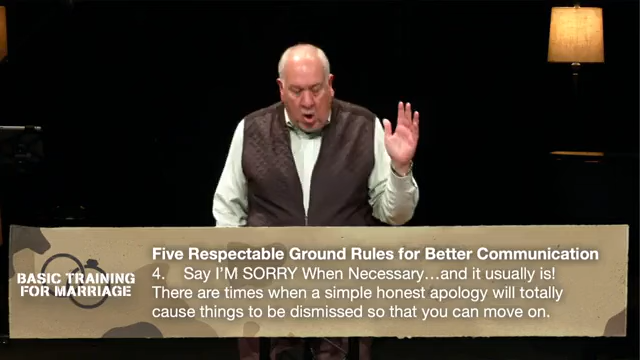 BASIC TRAINING
FOR MARRIAGE
Five Respectable Ground Rules for Better Communication
4. Say I'M SORRY When Necessary…and it usually is!
There are times when a simple honest apology will totally
cause things to be dismissed so that you can move on.